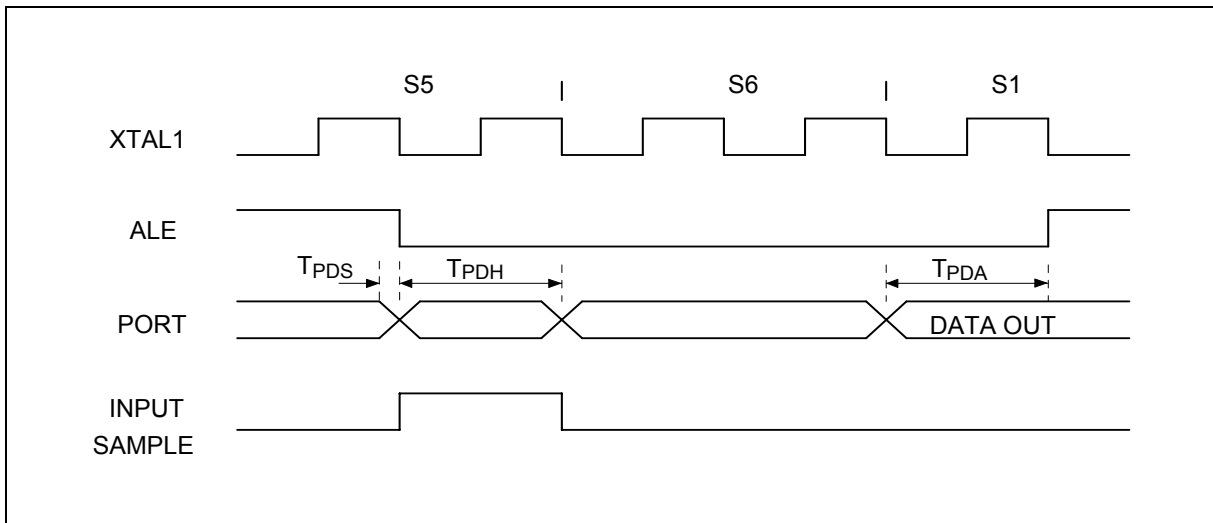 S5 | S6 | S1
XTAL1
ALE
TPDS TPDH TPDA
PORT DATA OUT
INPUT
SAMPLE